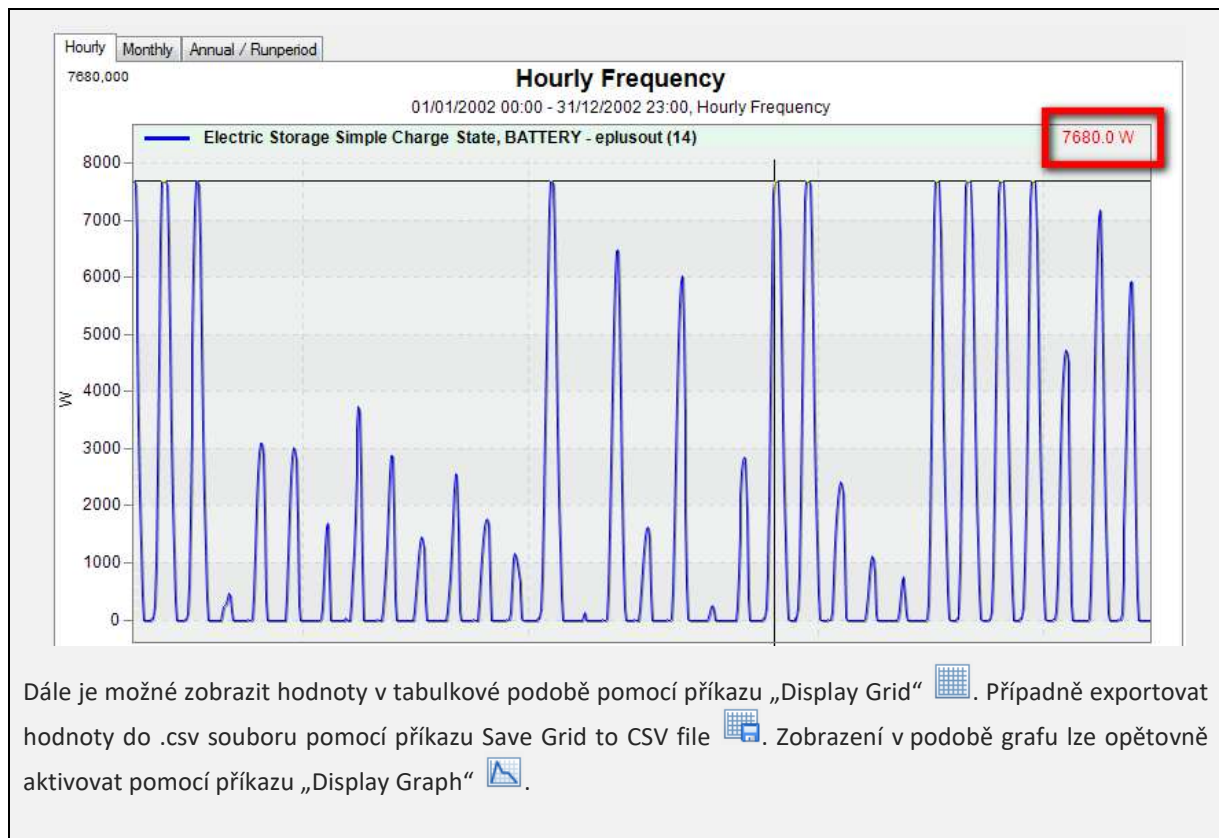 Hourly Monthly Annual / Runperiod
7680,000
Hourly Frequency
01/01/2002 00:00 - 31/12/2002 23:00, Hourly Frequency
Electric Storage Simple Charge State, BATTERY - eplusout (14)
7680.0 W
8000
7000
6000
5000
4000
W
3000
2000
1000
0
Dále je možné zobrazit hodnoty v tabulkové podobě pomocí příkazu „Display Grid“ . Případně exportovat
hodnoty do .csv souboru pomocí příkazu Save Grid to CSV file . Zobrazení v podobě grafu lze opětovně
aktivovat pomocí příkazu „Display Graph“ .